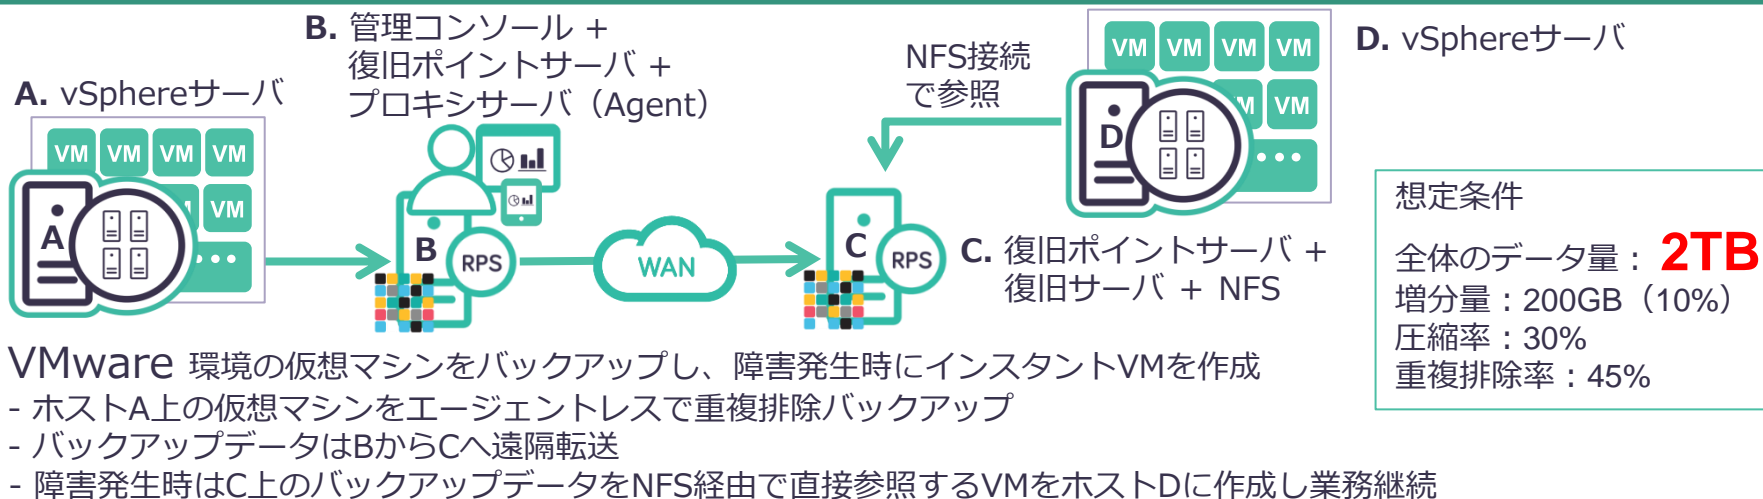 A. vSphereサーバ
VM VM VM VM
VM
A
B. 管理コンソール +
復旧ポイントサーバ +
プロキシサーバ（Agent）
B
RPS
WAN
NFS接続
で参照
C
RPS
C. 復旧ポイントサーバ +
復旧サーバ + NFS
VM VM VM VM
VM
D
D. vSphereサーバ
想定条件
全体のデータ量：2TB
増分量：200GB（10%）
圧縮率：30%
重複排除率：45%
VMware 環境の仮想マシンをバックアップし、障害発生時にインスタントVMを作成
- ホストA上の仮想マシンをエージェントレスで重複排除バックアップ
- バックアップデータはBからCへ遠隔転送
- 障害発生時はC上のバックアップデータをNFS経由で直接参照するVMをホストDに作成し業務継続